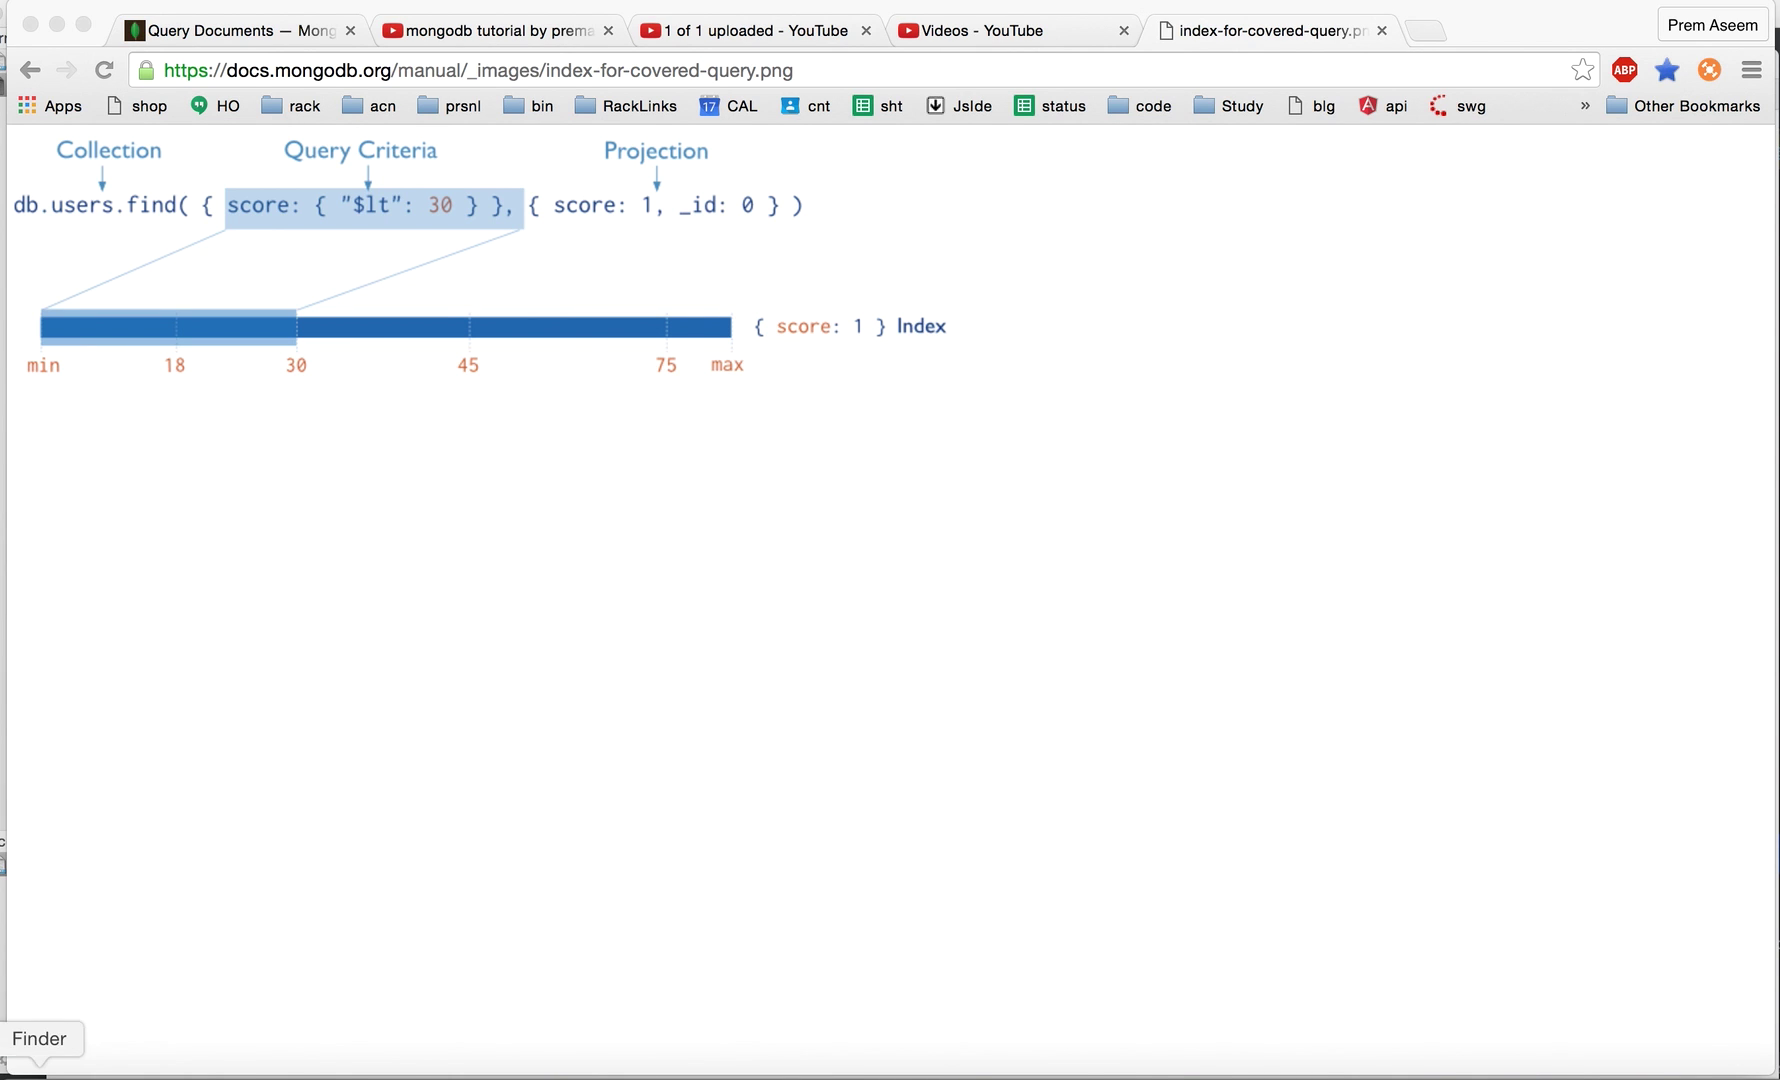 Query Documents — Mong
mongodb tutorial by prema
1 of 1 uploaded - YouTube
Videos - YouTube
index-for-covered-query.pn
Prem Aseem
https://docs.mongodb.org/manual/_images/index-for-covered-query.png
ABP
Apps shop HO rack acn prsnl bin RackLinks 17 CAL cnt sht JsIde status code Study blg api swg » Other Bookmarks
Collection Query Criteria Projection
db.users.find( { score: { "$lt": 30 } }, { score: 1, _id: 0 } )
{ score: 1 } Index
min 18 30 45 75 max
Finder